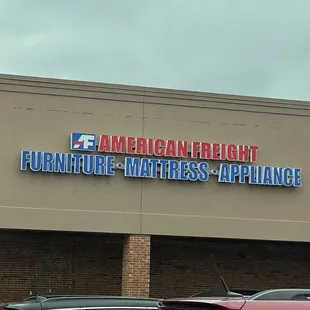 AF AMERICAN FREIGHT
FURNITURE · MATTRESS · APPLIANCE